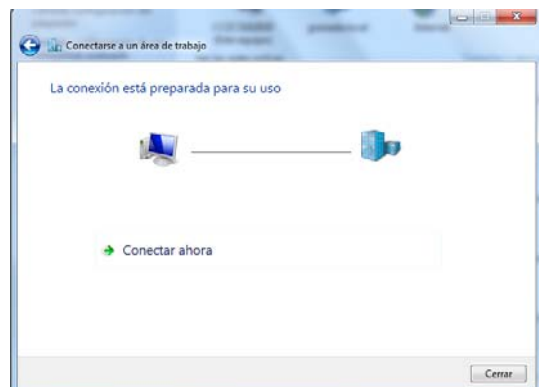 Conectarse a un área de trabajo
La conexión está preparada para su uso
Conectar ahora
Cerrar